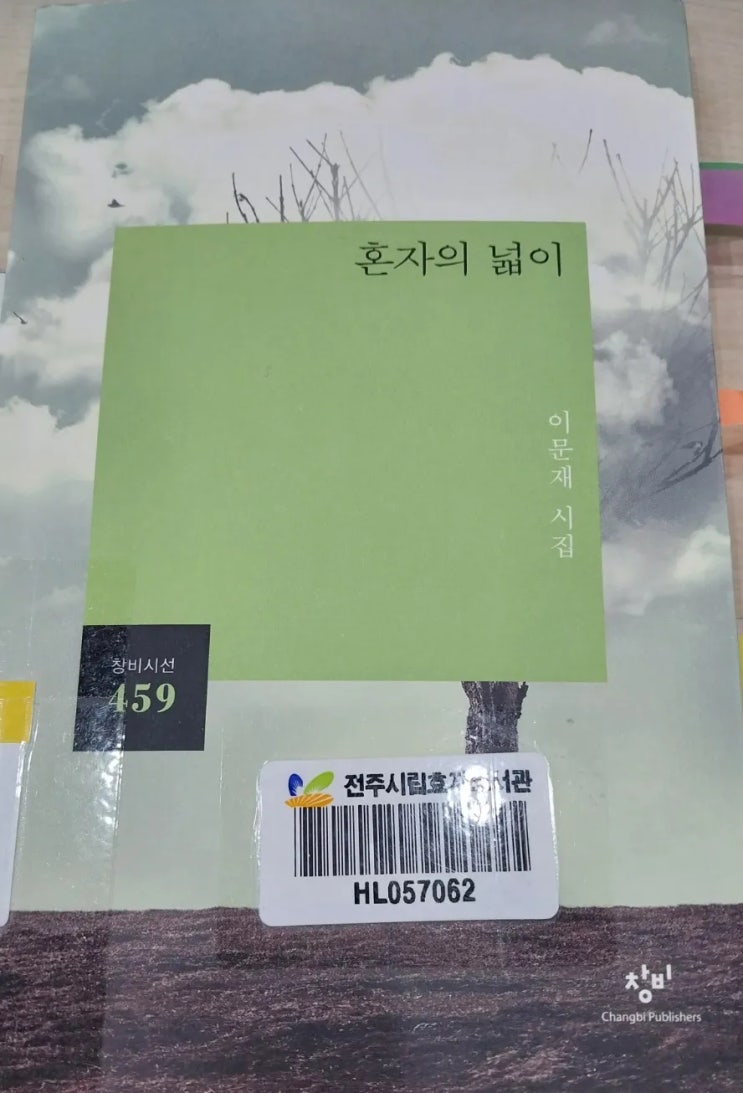 혼자의 넓이
이문재 시집
창비시선
459
HL057062
창비
Changbi Publishers